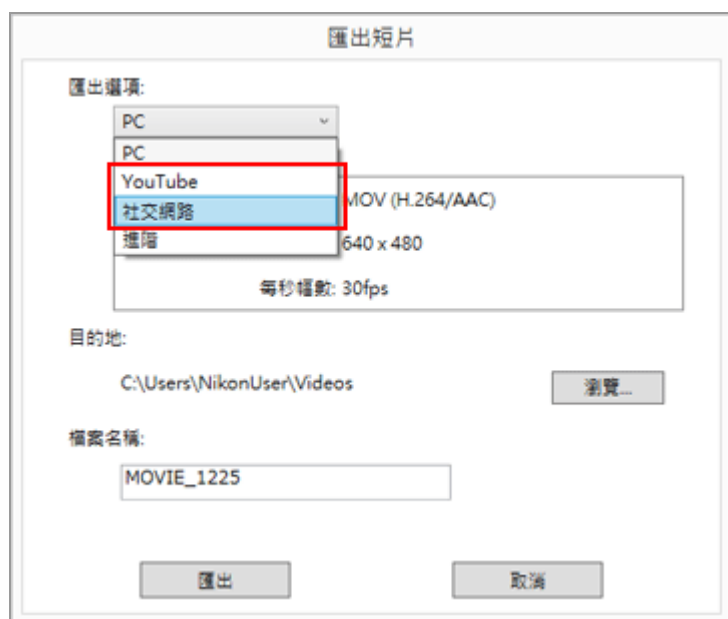 匯出短片
匯出選項:
PC
PC
YouTube
社交網路
進階
MOV (H.264/AAC)
640 x 480
每秒幅數: 30fps
目的地:
C:\Users\NikonUser\Videos
瀏覽...
檔案名稱:
MOVIE_1225
匯出
取消